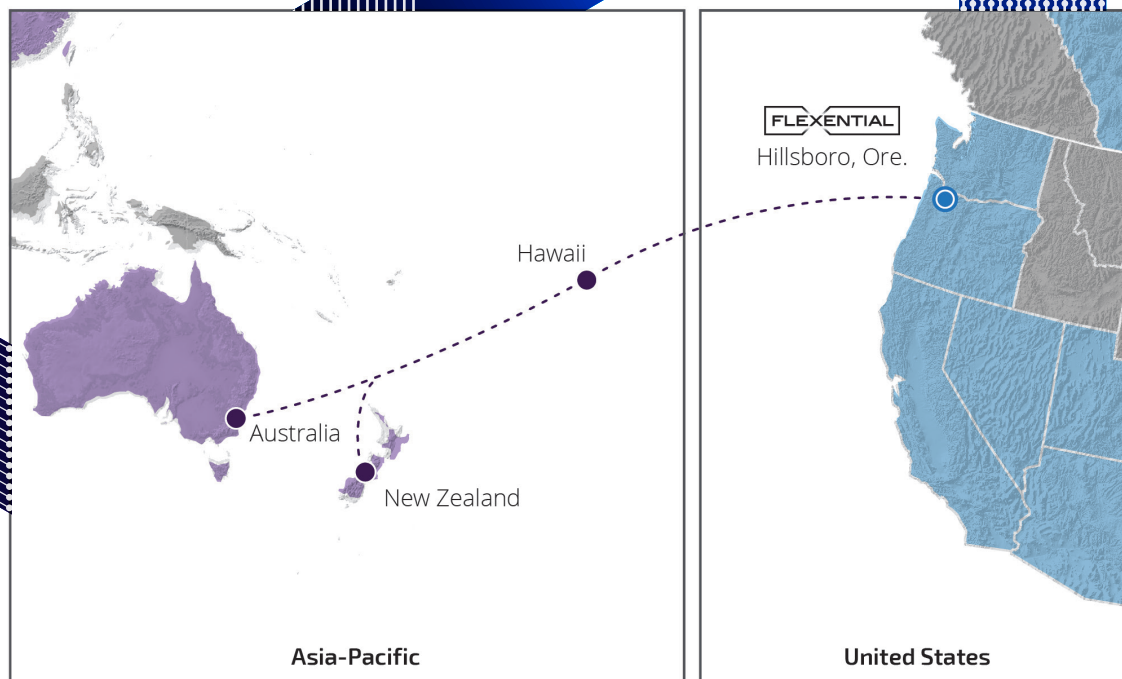 FLEXENTIAL
Hillsboro, Ore.
Hawaii
Australia
New Zealand
Asia-Pacific
United States